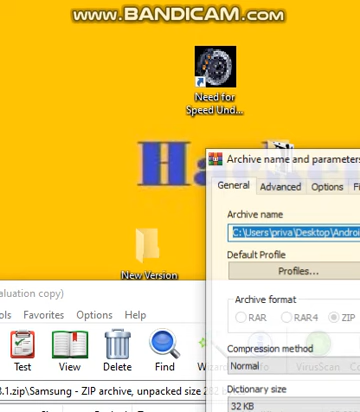 www.BANDICAM.com
Need for
Speed Und...
Archive name and parameters
General Advanced Options
Archive name
C:\Users\priva\Desktop\Androi
Default Profile
Profiles...
New Version
aluation copy)
ols Favorites Options Help
Archive format
RAR RAR4 ZIP
Test View Delete Find VirusScan
Compression method
Normal
3.1.zip\Samsung - ZIP archive, unpacked size
Dictionary size
32 KB